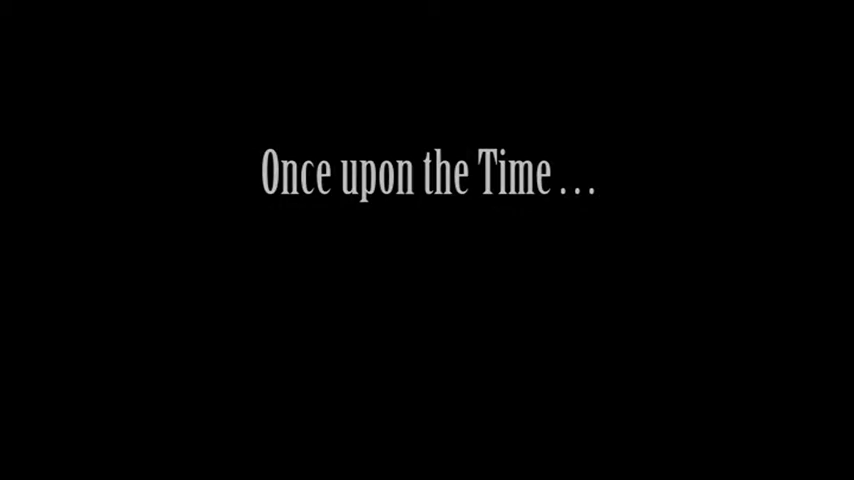 Once upon the Time . . .